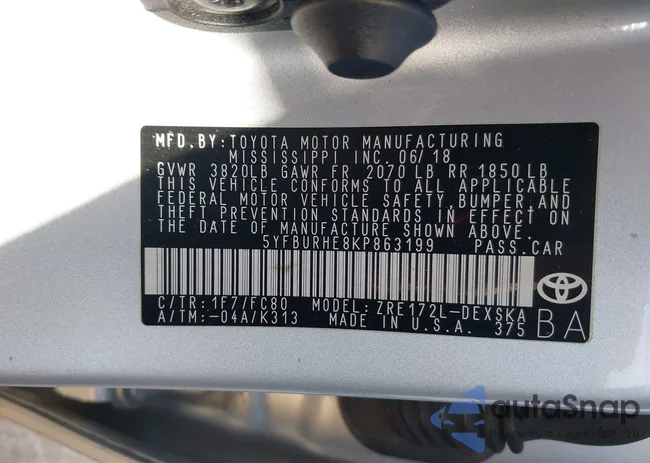 MFD. BY: TOYOTA MOTOR MANUFACTURING
MISSISSIPPI INC. 06/18
GVWR 3820LB GAWR FR 2070 LB RR 1850 LB
THIS VEHICLE CONFORMS TO ALL APPLICABLE
FEDERAL MOTOR VEHICLE SAFETY, BUMPER, AND
THEFT PREVENTION STANDARDS IN EFFECT ON
THE DATE OF MANUFACTURE SHOWN ABOVE.
5YFBURHE8KP863199 PASS. CAR
C/TR: 1F7/FC80 MODEL: ZRE172L-DEXSKA
A/TM: -04A/K313 MADE IN U.S.A. 375
BA
autoSnap